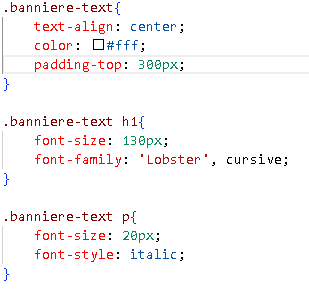 .banniere-text{
text-align: center;
color: #fff;
padding-top: 300px;
}
.banniere-text h1{
font-size: 130px;
font-family: 'Lobster', cursive;
}
.banniere-text p{
font-size: 20px;
font-style: italic;
}